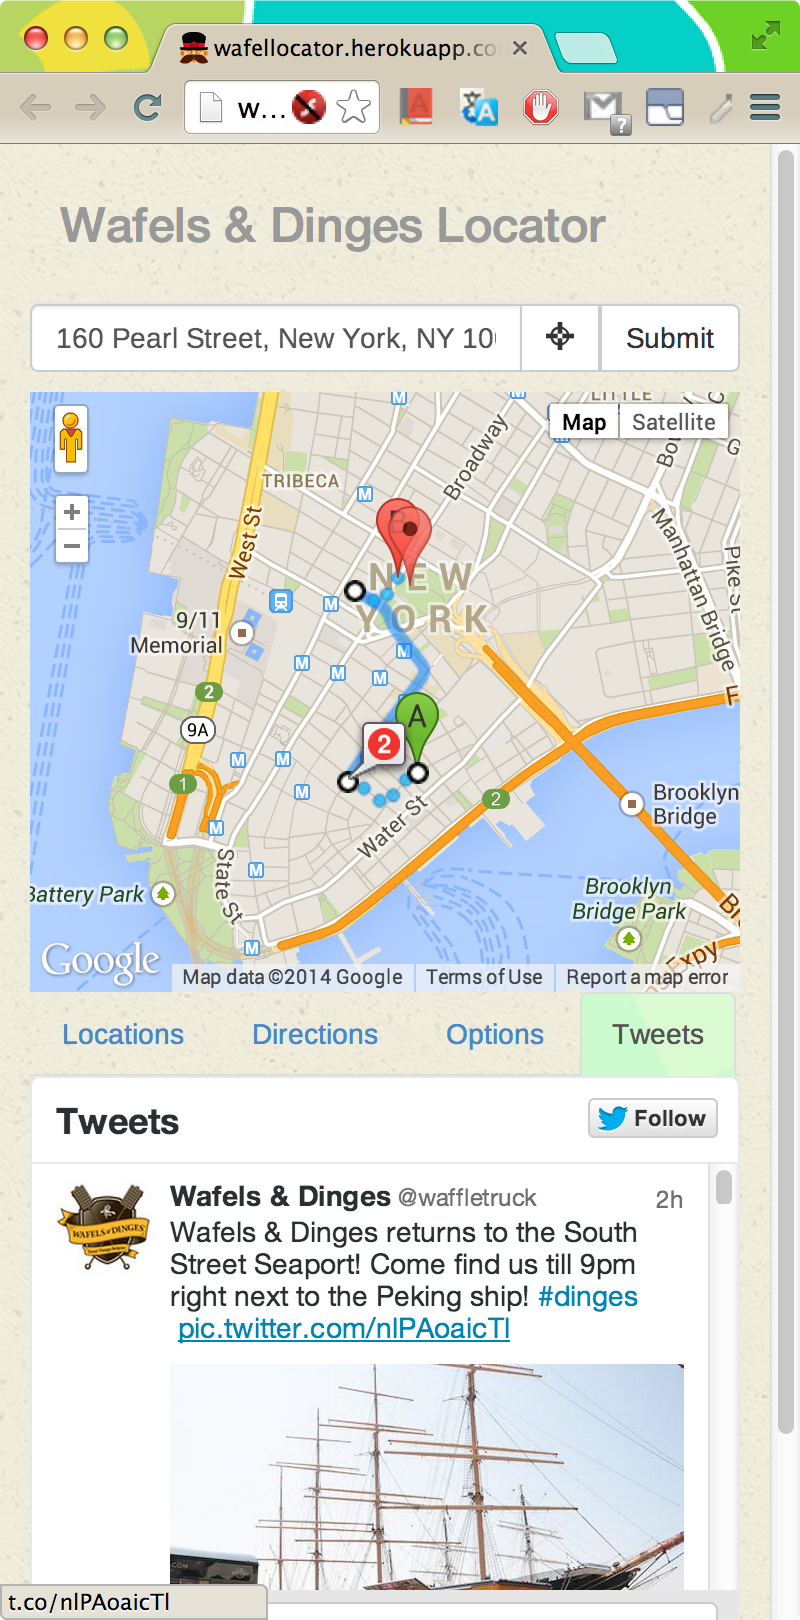 wafellocator.herokuapp.co
w...
Wafels & Dinges Locator
160 Pearl Street, New York, NY 10
Submit
LITTLE
Map
Satellite
TRIBECA
Broadway
West St
Manhattan Bridge
Pike St
NEW
YORK
9/11
Memorial
B
2
9A
A
2
1
2
Water St
State St
Brooklyn
Bridge
Battery Park
Brooklyn
Bridge Park
Expy
Google
Map data ©2014 Google
Terms of Use
Report a map error
Locations
Directions
Options
Tweets
Tweets
Follow
Wafels & Dinges @waffletruck
2h
WAFELS & DINGES
Wafels & Dinges returns to the South
Street Seaport! Come find us till 9pm
right next to the Peking ship! #dinges
pic.twitter.com/nlPAoaicTl
t.co/nlPAoaicTl